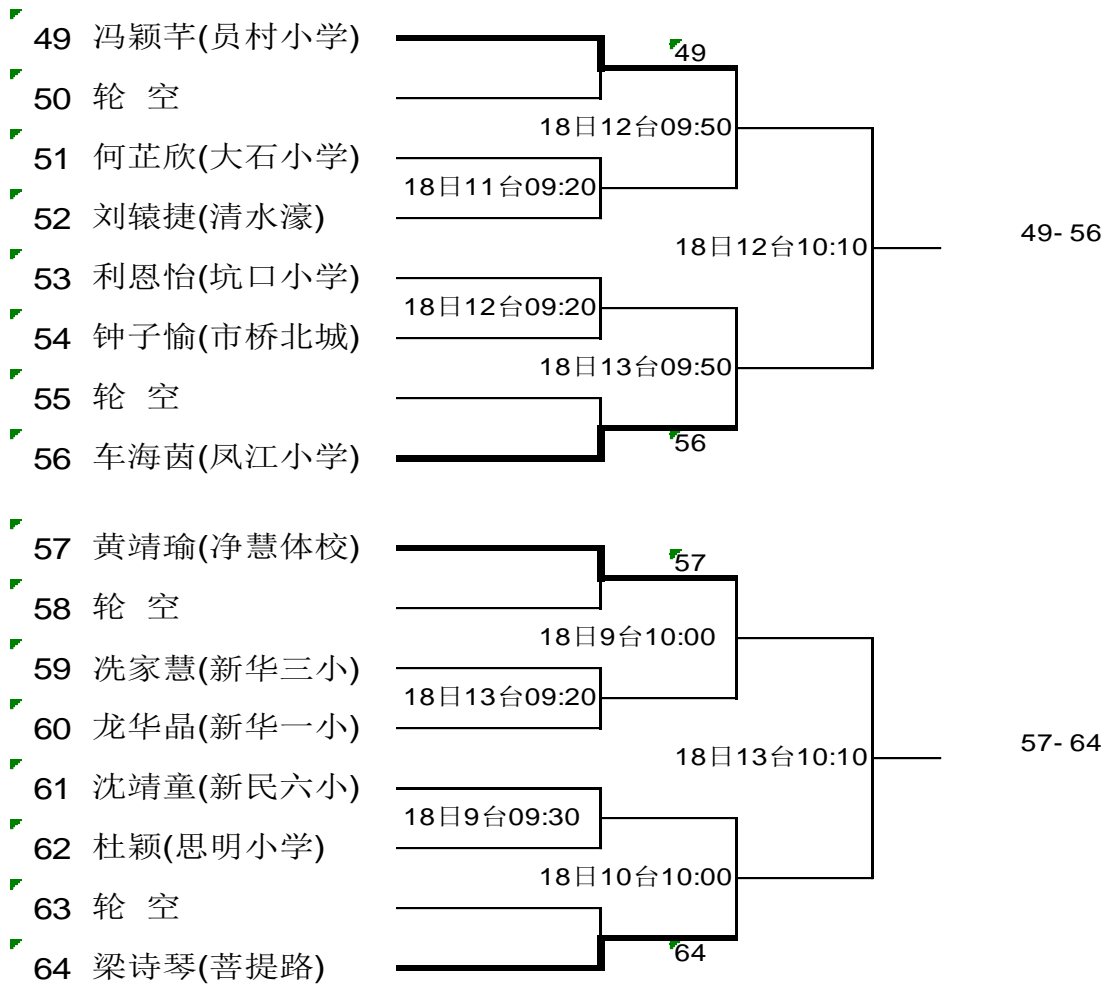 49 冯颖芊(员村小学)
49
50 轮 空
18日12台09:50
51 何芷欣(大石小学)
18日11台09:20
52 刘辕捷(清水濠)
18日12台10:10
49- 56
53 利恩怡(坑口小学)
18日12台09:20
54 钟子愉(市桥北城)
18日13台09:50
55 轮 空
56
56 车海茵(凤江小学)
57 黄靖瑜(净慧体校)
57
58 轮 空
18日9台10:00
59 冼家慧(新华三小)
18日13台09:20
60 龙华晶(新华一小)
18日13台10:10
57- 64
61 沈靖童(新民六小)
18日9台09:30
62 杜颖(思明小学)
18日10台10:00
63 轮 空
64
64 梁诗琴(菩提路)